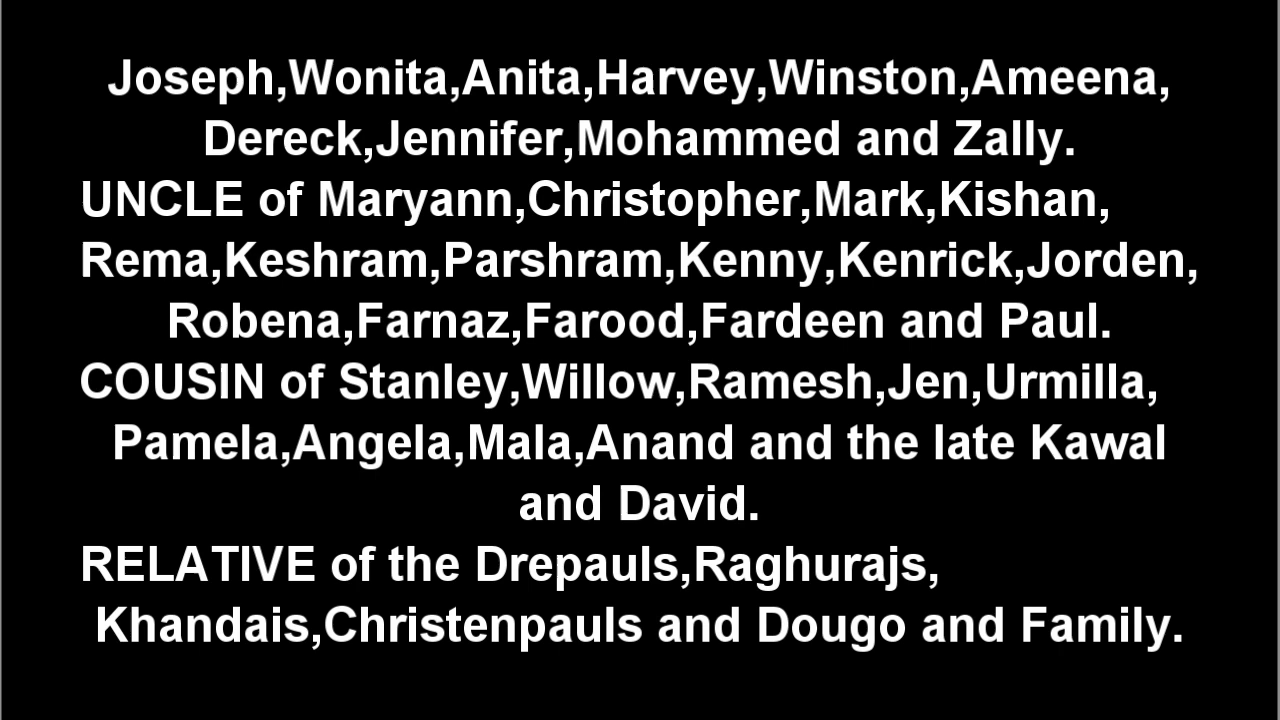 Joseph,Wonita,Anita,Harvey,Winston,Ameena,
Dereck,Jennifer,Mohammed and Zally.
UNCLE of Maryann,Christopher,Mark,Kishan,
Rema,Keshram,Parshram,Kenny,Kenrick,Jorden,
Robena,Farnaz,Farood,Fardeen and Paul.
COUSIN of Stanley,Willow,Ramesh,Jen,Urmilla,
Pamela,Angela,Mala,Anand and the late Kawal
and David.
RELATIVE of the Drepauls,Raghurajs,
Khandais,Christenpauls and Dougo and Family.